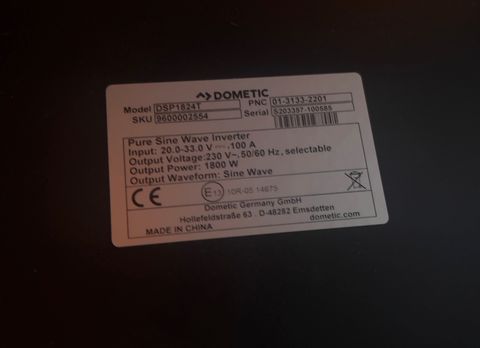 DOMETIC
Model DSP1824T PNC 01-3133-2201
SKU 9600002554 Serial 5203357-100585
Pure Sine Wave Inverter
Input: 20.0-33.0 V ⎓, 100 A
Output Voltage: 230 V~, 50/60 Hz, selectable
Output Power: 1800 W
Output Waveform: Sine Wave
CE E13 10R-05 14675
Dometic Germany GmbH
Hollefeldstraße 63 . D-48282 Emsdetten
MADE IN CHINA dometic.com